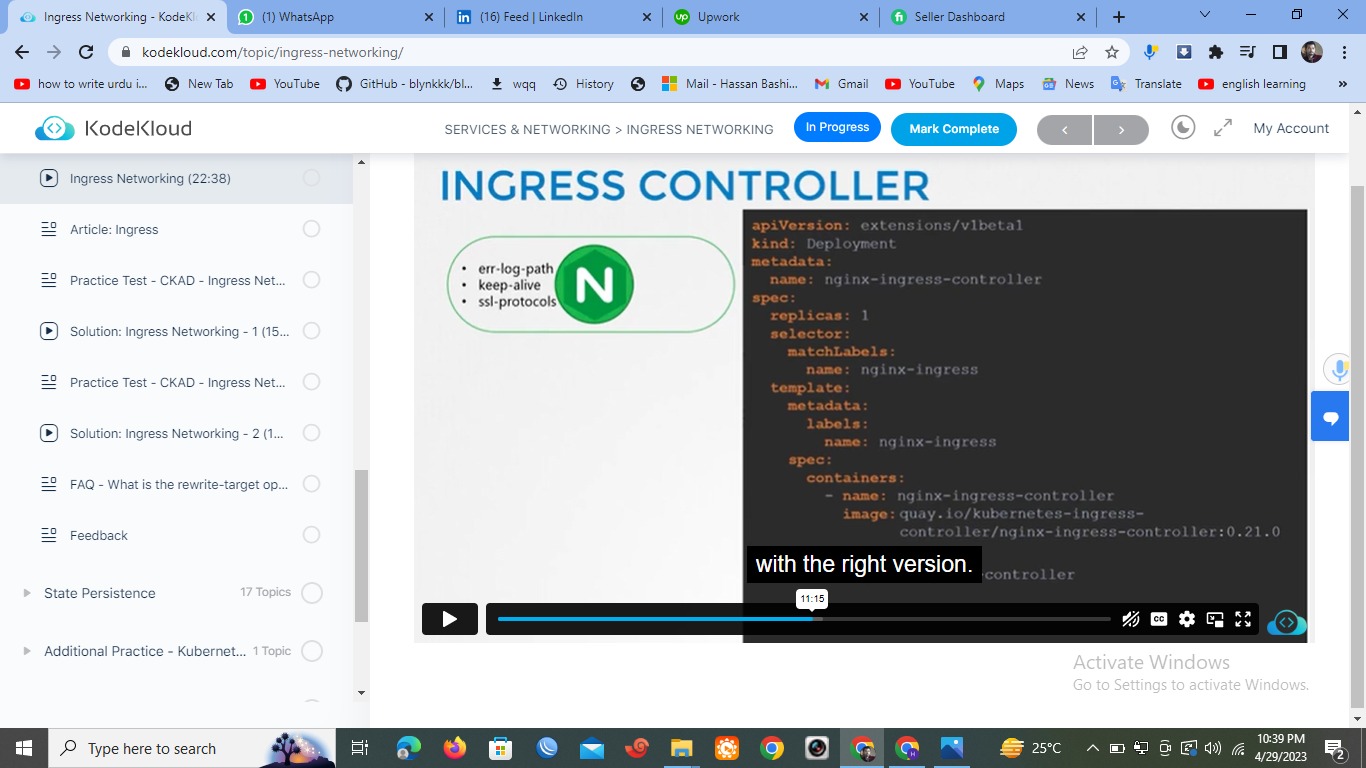 Ingress Networking - KodeKlou
(1) WhatsApp
(16) Feed | LinkedIn
Upwork
Seller Dashboard
kodekloud.com/topic/ingress-networking/
how to write urdu i...
New Tab
YouTube
GitHub - blynkkk/bl...
wqq
History
Mail - Hassan Bashi...
Gmail
YouTube
Maps
News
Translate
english learning
KodeKloud
SERVICES & NETWORKING > INGRESS NETWORKING
In Progress
Mark Complete
My Account
Ingress Networking (22:38)
Article: Ingress
Practice Test - CKAD - Ingress Net...
Solution: Ingress Networking - 1 (15...
Practice Test - CKAD - Ingress Net...
Solution: Ingress Networking - 2 (1...
FAQ - What is the rewrite-target op...
Feedback
State Persistence 17 Topics
Additional Practice - Kubernet... 1 Topic
INGRESS CONTROLLER
• err-log-path
• keep-alive
• ssl-protocols
N
apiVersion: extensions/v1beta1
kind: Deployment
metadata:
name: nginx-ingress-controller
spec:
replicas: 1
selector:
matchLabels:
name: nginx-ingress
template:
metadata:
labels:
name: nginx-ingress
spec:
containers:
- name: nginx-ingress-controller
image: quay.io/kubernetes-ingress-
controller/nginx-ingress-controller:0.21.0
with the right version.
-controller
11:15
CC
Activate Windows
Go to Settings to activate Windows.
Type here to search
25°C
10:39 PM
4/29/2023
2